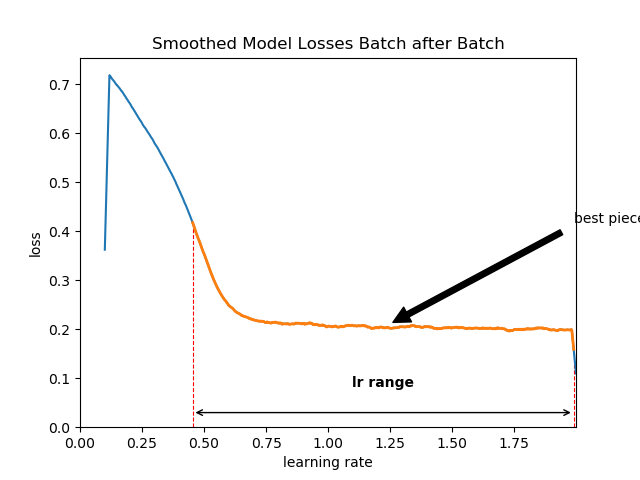 Smoothed Model Losses Batch after Batch
0.7
0.6
0.5
0.4
best piece
0.3
0.2
0.1
0.0
lr range
loss
0.00 0.25 0.50 0.75 1.00 1.25 1.50 1.75
learning rate